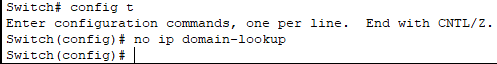 Switch# config t
Enter configuration commands, one per line.  End with CNTL/Z.
Switch(config)# no ip domain-lookup
Switch(config)#